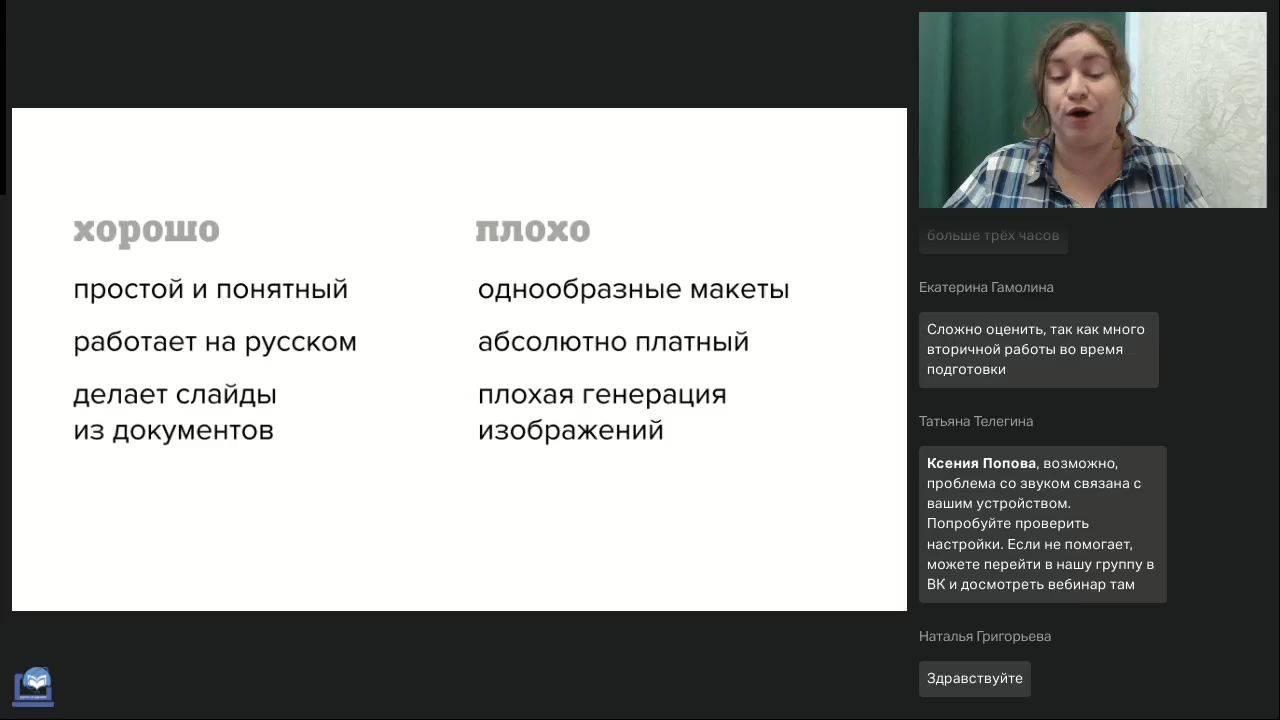 хорошо
простой и понятный
работает на русском
делает слайды
из документов
плохо
однообразные макеты
абсолютно платный
плохая генерация
изображений
больше трёх часов
Екатерина Гамолина
Сложно оценить, так как много
вторичной работы во время
подготовки
Татьяна Телегина
Ксения Попова, возможно,
проблема со звуком связана с
вашим устройством.
Попробуйте проверить
настройки. Если не помогает,
можете перейти в нашу группу в
ВК и досмотреть вебинар там
Наталья Григорьева
Здравствуйте